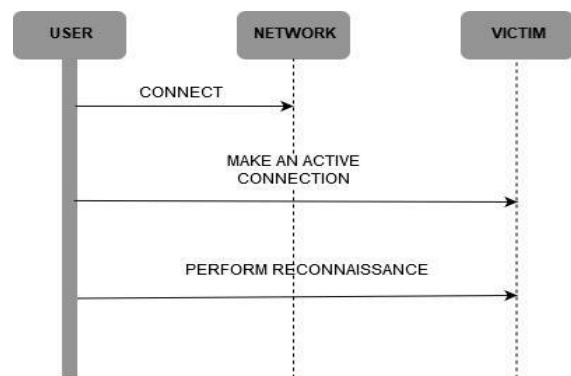 USER
NETWORK
VICTIM
CONNECT
MAKE AN ACTIVE
CONNECTION
PERFORM RECONNAISSANCE